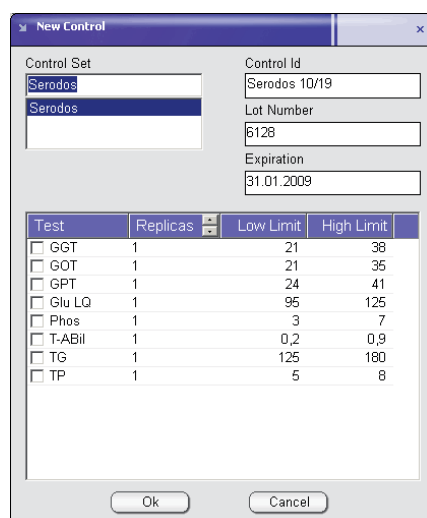 New Control
Control Set
Serodos
Serodos
Control Id
Serodos 10/19
Lot Number
6128
Expiration
31.01.2009
Test Replicas Low Limit High Limit
GGT 1 21 38
GOT 1 21 35
GPT 1 24 41
Glu LQ 1 95 125
Phos 1 3 7
T-ABil 1 0,2 0,9
TG 1 125 180
TP 1 5 8
Ok Cancel